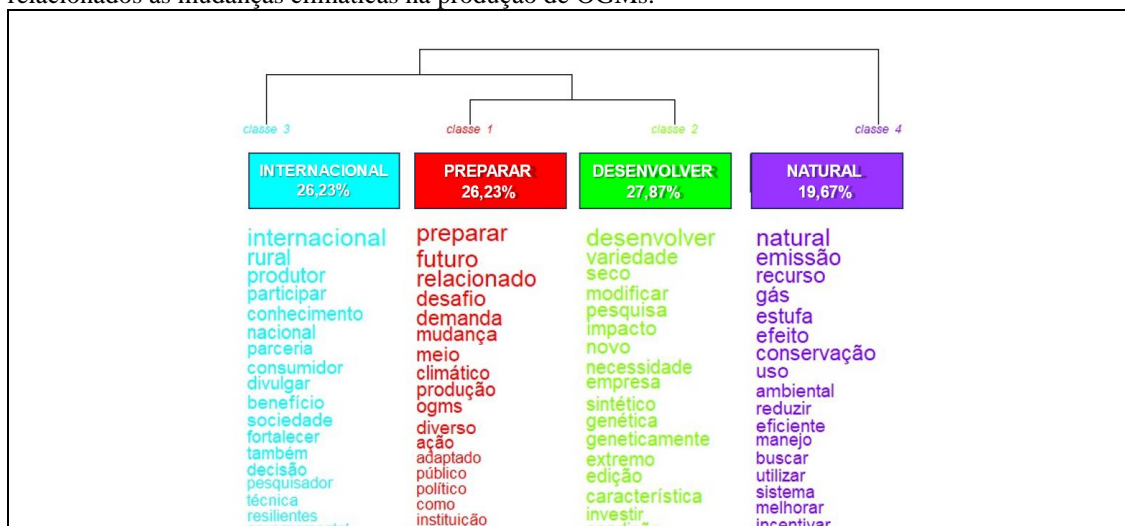 relacionados às mudanças climáticas na produção de OGMs.
classe 3
classe 1
classe 2
classe 4
INTERNACIONAL
26,23%
PREPARAR
26,23%
DESENVOLVER
27,87%
NATURAL
19,67%
internacional
rural
produtor
participar
conhecimento
nacional
parceria
consumidor
divulgar
benefício
sociedade
fortalecer
também
decisão
pesquisador
técnica
resilientes
preparar
futuro
relacionado
desafio
demanda
mudança
meio
climático
produção
ogms
diverso
ação
adaptado
público
político
como
instituição
desenvolver
variedade
seco
modificar
pesquisa
impacto
novo
necessidade
empresa
sintético
genética
geneticamente
extremo
edição
característica
investir
natural
emissão
recurso
gás
estufa
efeito
conservação
uso
ambiental
reduzir
eficiente
manejo
buscar
utilizar
sistema
melhorar
incentivar